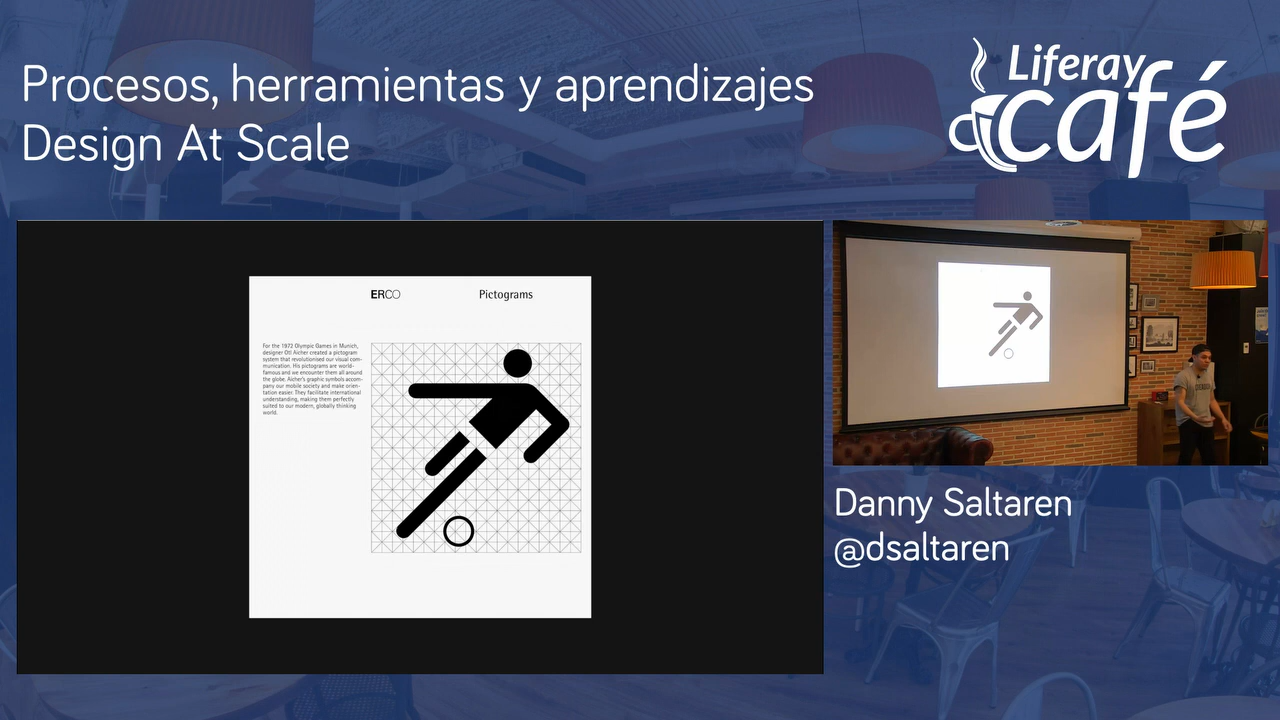 Procesos, herramientas y aprendizajes
Design At Scale
Liferay
café
ERCO
Pictograms
For the 1972 Olympic Games in Munich,
designer Otl Aicher created a pictogram
system that revolutionised our visual com-
munication. His pictograms are world-
famous and we encounter them all around
the globe. Aicher's graphic symbols accom-
pany our mobile society and make orien-
tation easier. They facilitate international
understanding, making them perfectly
suited to our modern, globally thinking
world.
Danny Saltaren
@dsaltaren